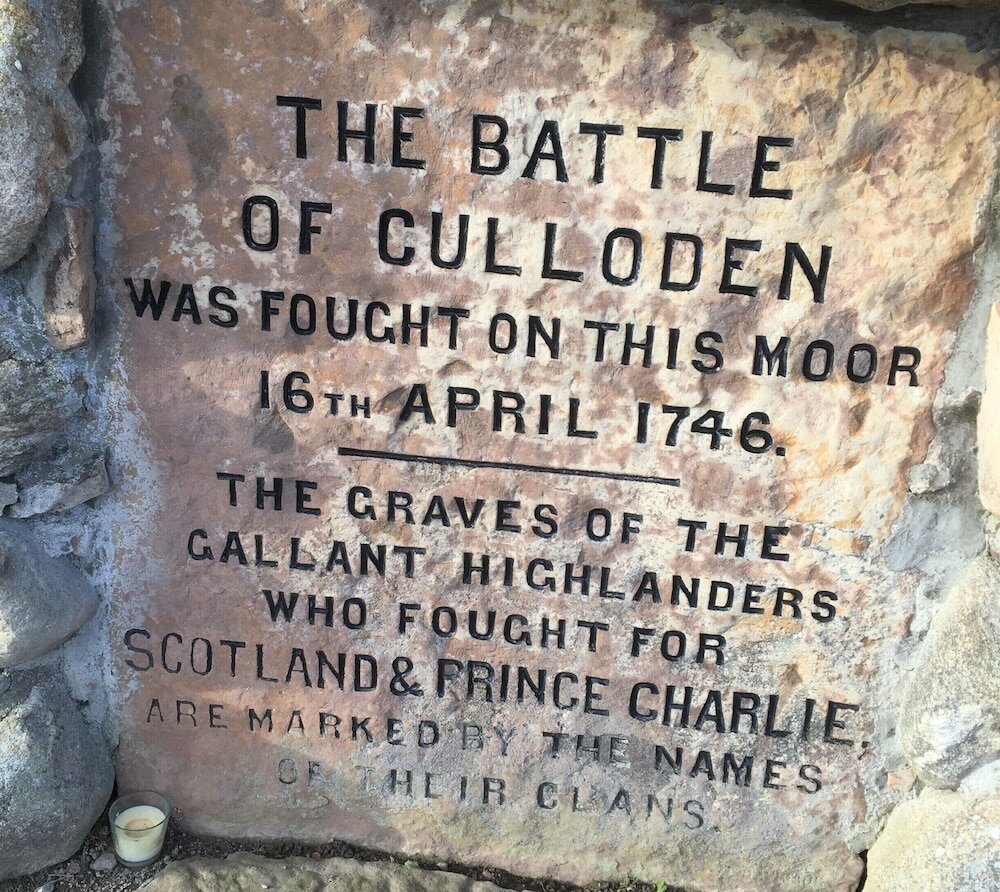 THE BATTLE
OF CULLODEN
WAS FOUGHT ON THIS MOOR
16TH APRIL 1746.
THE GRAVES OF THE
GALLANT HIGHLANDERS
WHO FOUGHT FOR
SCOTLAND & PRINCE CHARLIE,
ARE MARKED BY THE NAMES
OF THEIR CLANS.